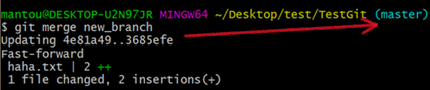 mantou@DESKTOP-U2N97JR MINGW64 ~/Desktop/test/TestGit (master)
$ git merge new_branch
Updating 4e81a49..3685efe
Fast-forward
 haha.txt | 2 ++
 1 file changed, 2 insertions(+)